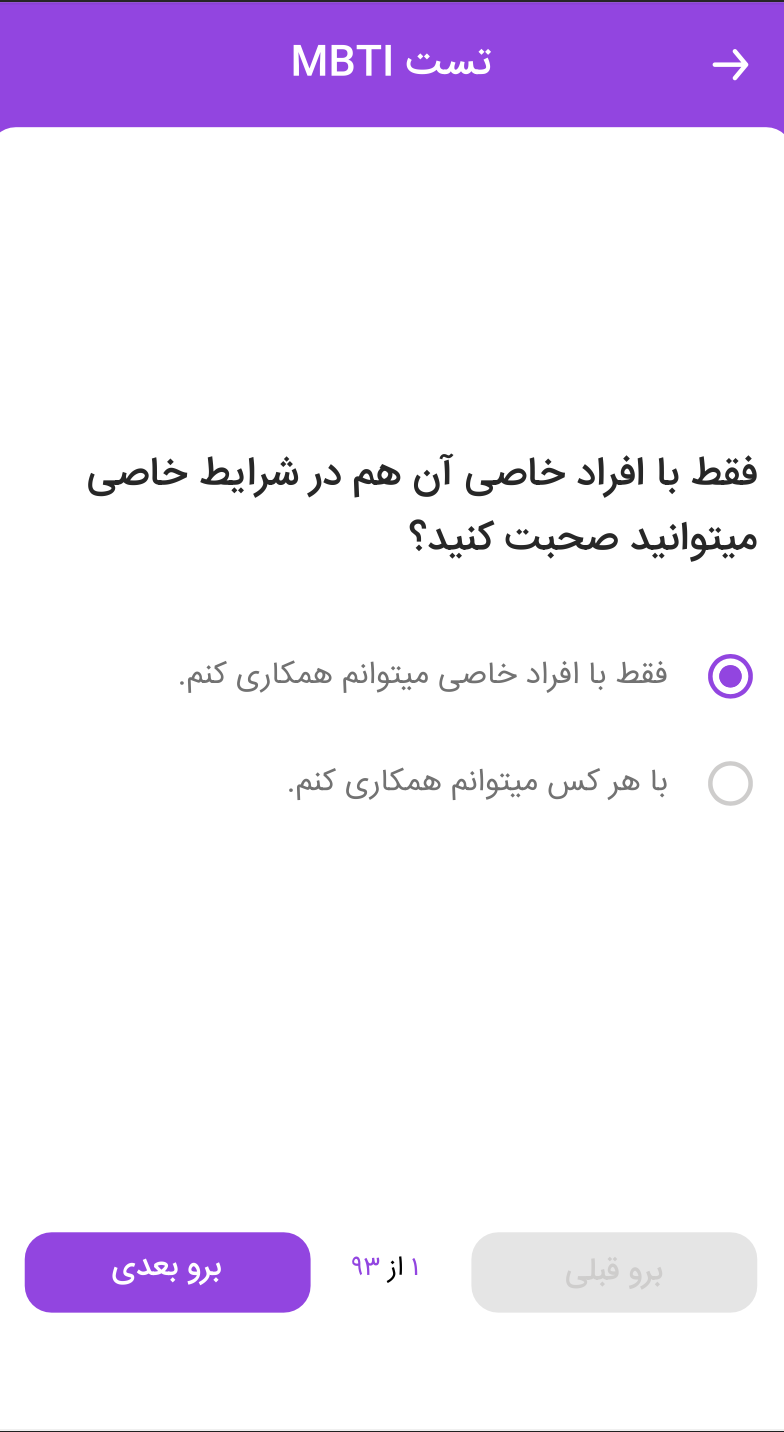 تست MBTI
فقط با افراد خاصی آن هم در شرایط خاصی
میتوانید صحبت کنید؟
فقط با افراد خاصی میتوانم همکاری کنم.
با هر کس میتوانم همکاری کنم.
برو قبلی
۱ از ۹۳
برو بعدی